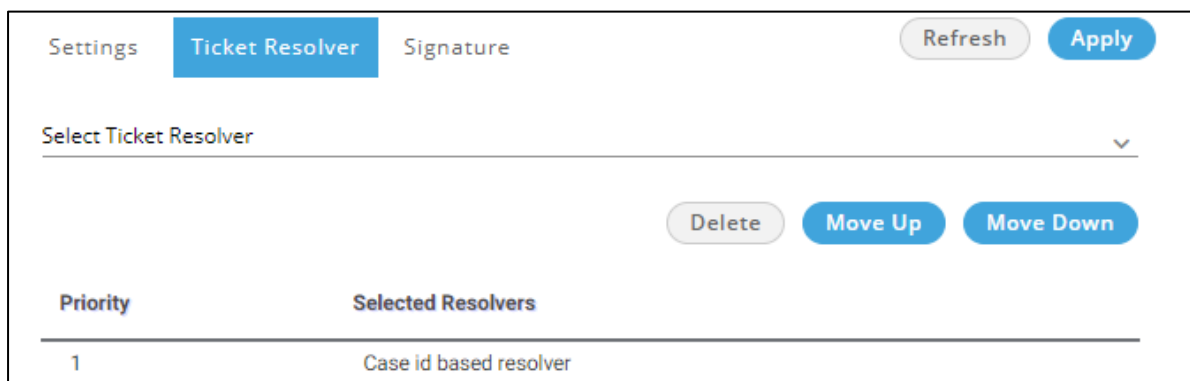 Settings Ticket Resolver Signature Refresh Apply
Select Ticket Resolver
Delete Move Up Move Down
Priority Selected Resolvers
1 Case id based resolver